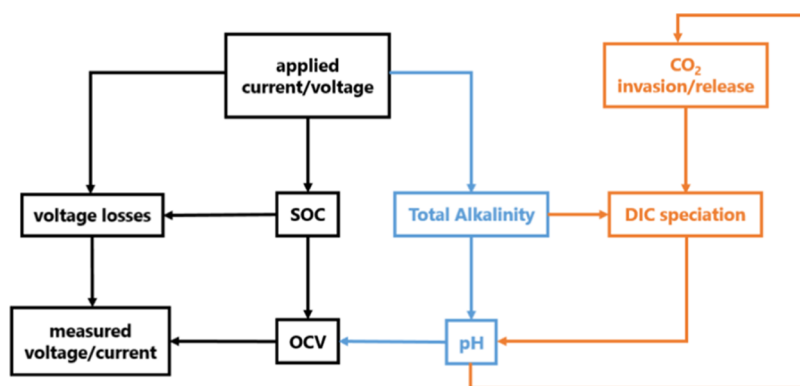 applied
current/voltage
CO₂
invasion/release
voltage losses
SOC
Total Alkalinity
DIC speciation
measured
voltage/current
OCV
pH